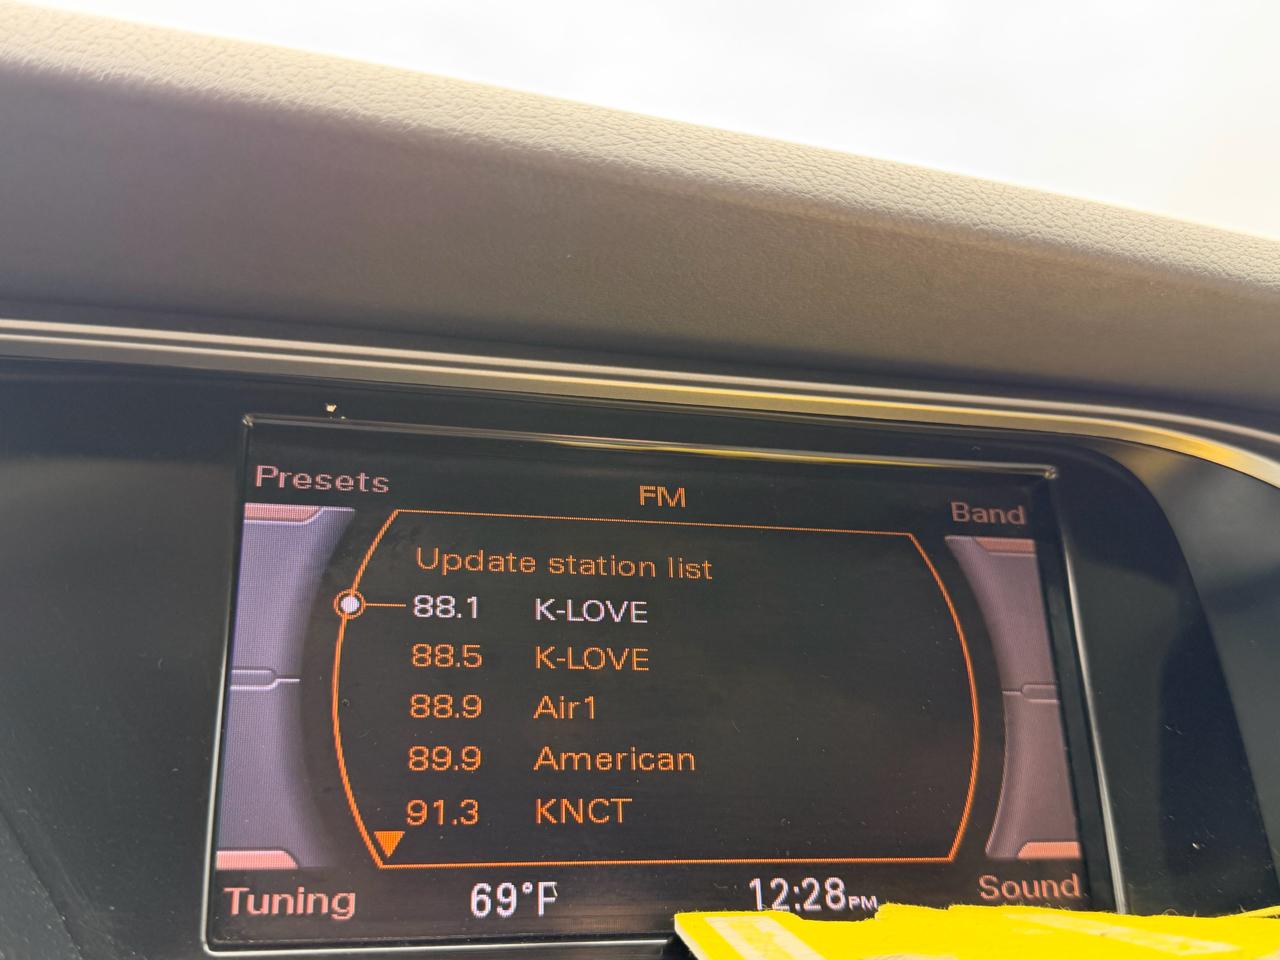 Presets
FM
Band
Update station list
88.1 K-LOVE
88.5 K-LOVE
88.9 Air1
89.9 American
91.3 KNCT
Tuning
69°F
12:28PM
Sound